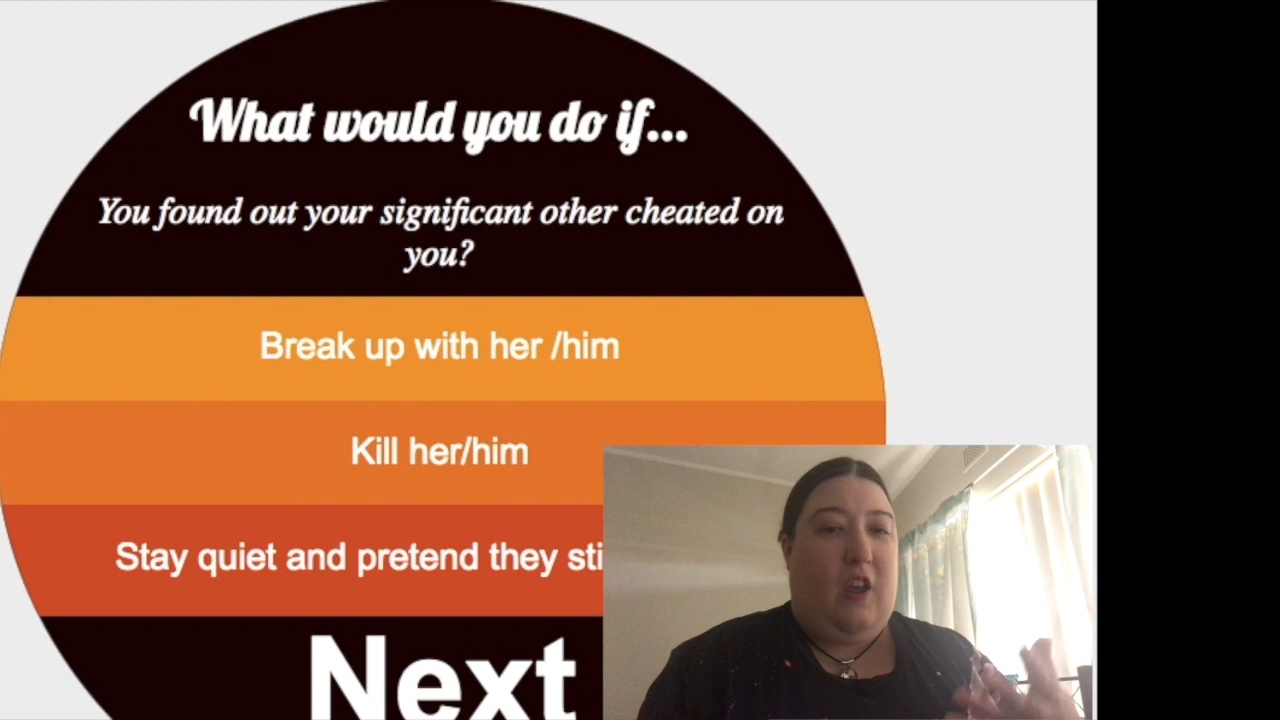 What would you do if...
You found out your significant other cheated on
you?
Break up with her /him
Kill her/him
Stay quiet and pretend they
Next